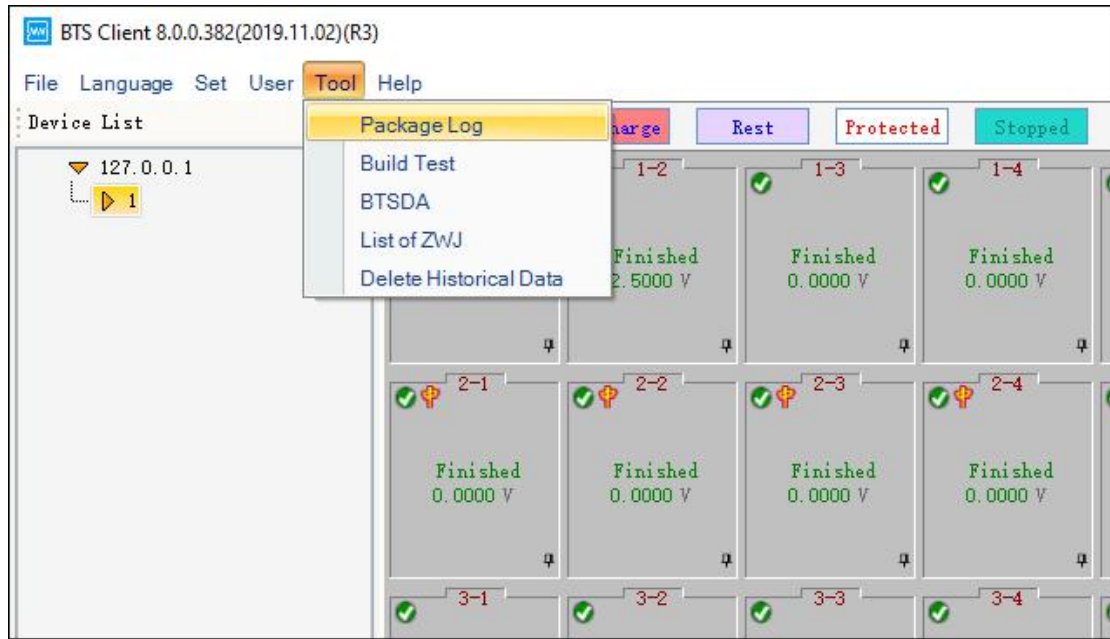 BTS Client 8.0.0.382(2019.11.02)(R3)
File Language Set User Tool Help
Device List
Package Log
Build Test
BTSDA
List of ZWJ
Delete Historical Data
Rest Protected Stopped
127.0.0.1
1
1-2 1-3 1-4
Finished Finished Finished
2.5000 V 0.0000 V 0.0000 V
2-1 2-2 2-3 2-4
Finished Finished Finished Finished
0.0000 V 0.0000 V 0.0000 V 0.0000 V
3-1 3-2 3-3 3-4